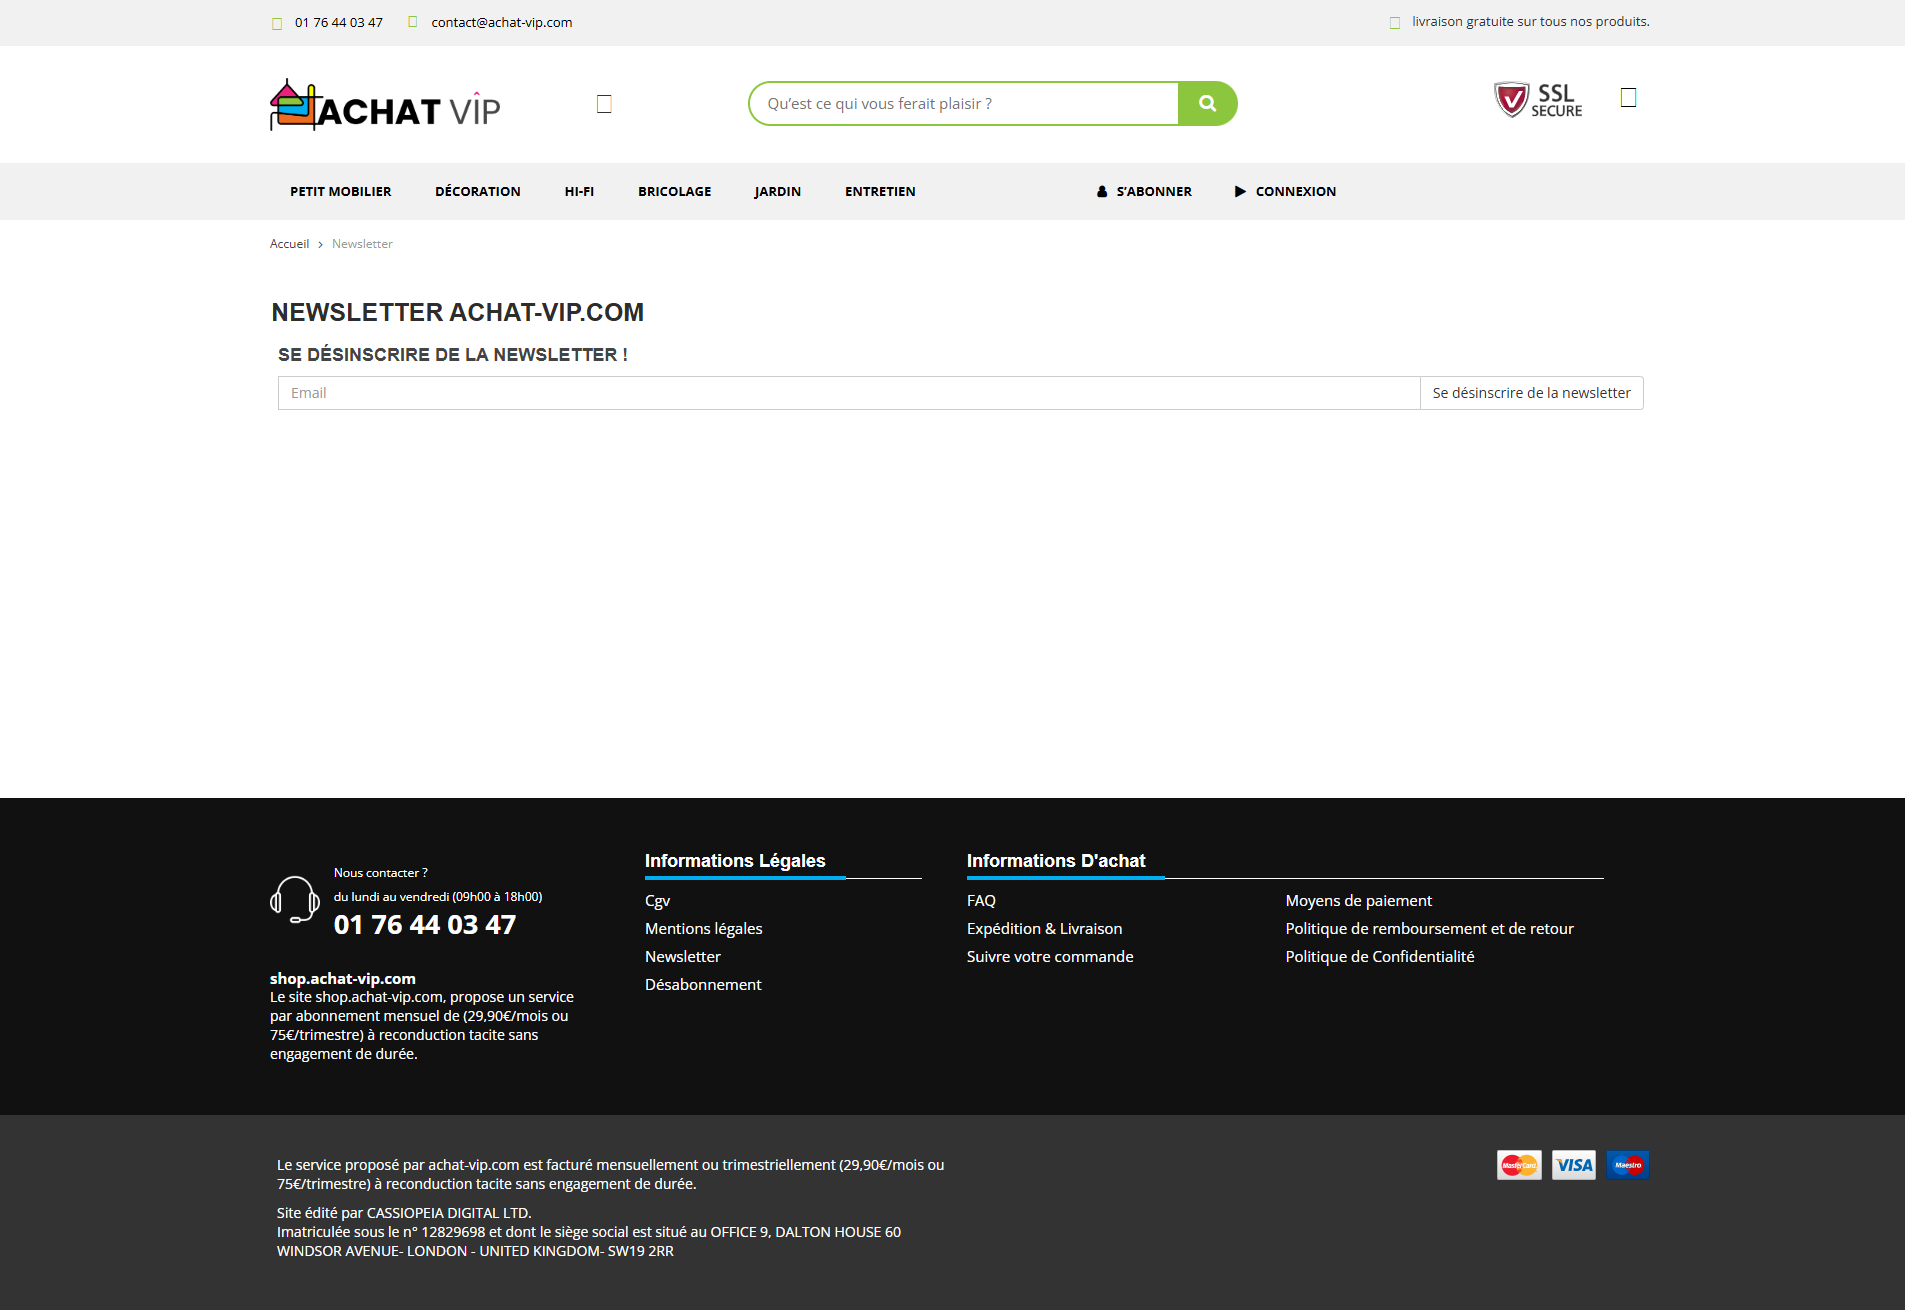 01 76 44 03 47
contact@achat-vip.com
livraison gratuite sur tous nos produits.
ACHAT VIP
Qu'est ce qui vous ferait plaisir ?
SSL
SECURE
PETIT MOBILIER
DÉCORATION
HI-FI
BRICOLAGE
JARDIN
ENTRETIEN
S'ABONNER
CONNEXION
Accueil > Newsletter
NEWSLETTER ACHAT-VIP.COM
SE DÉSINSCRIRE DE LA NEWSLETTER !
Email
Se désinscrire de la newsletter
Nous contacter ?
du lundi au vendredi (09h00 à 18h00)
01 76 44 03 47
shop.achat-vip.com
Le site shop.achat-vip.com, propose un service
par abonnement mensuel de (29,90€/mois ou
75€/trimestre) à reconduction tacite sans
engagement de durée.
Informations Légales
Cgv
Mentions légales
Newsletter
Désabonnement
Informations D'achat
FAQ
Expédition & Livraison
Suivre votre commande
Moyens de paiement
Politique de remboursement et de retour
Politique de Confidentialité
Le service proposé par achat-vip.com est facturé mensuellement ou trimestriellement (29,90€/mois ou
75€/trimestre) à reconduction tacite sans engagement de durée.
Site édité par CASSIOPEIA DIGITAL LTD.
Imatriculée sous le n° 12829698 et dont le siège social est situé au OFFICE 9, DALTON HOUSE 60
WINDSOR AVENUE- LONDON - UNITED KINGDOM- SW19 2RR
MasterCard
VISA
Maestro